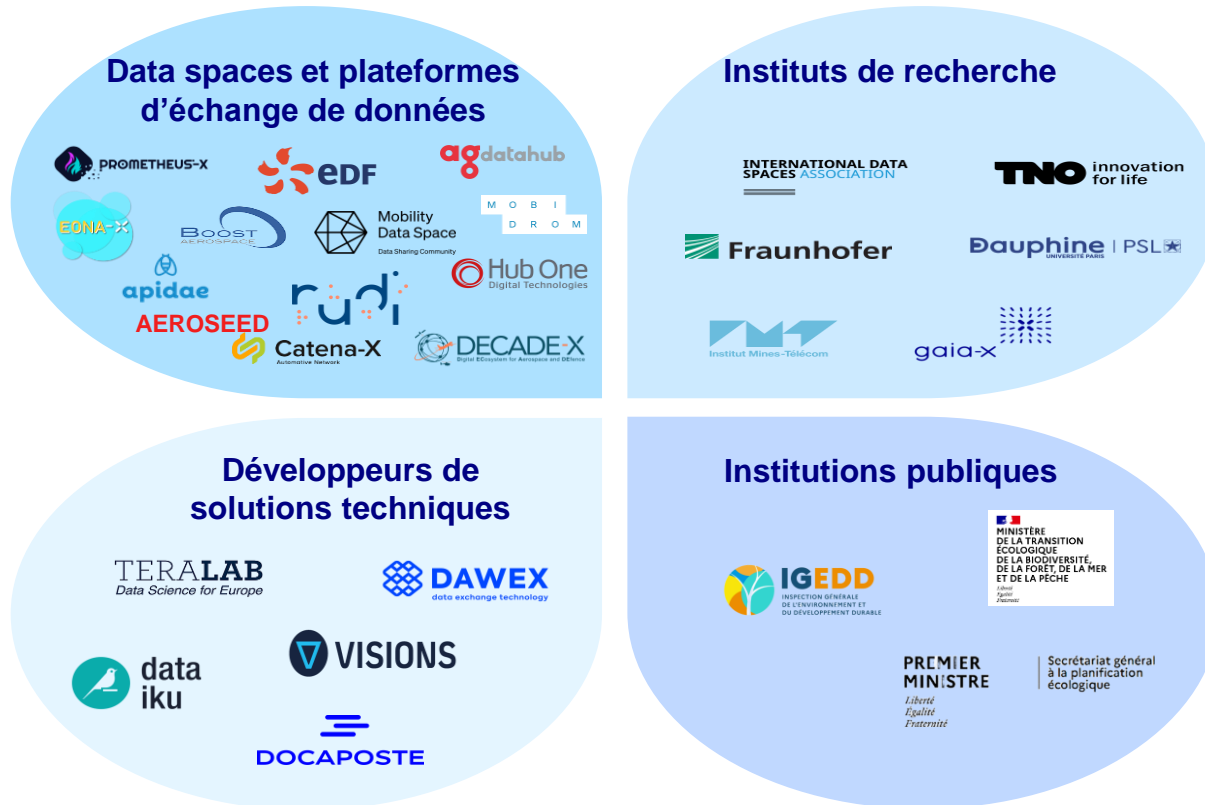 Data spaces et plateformes
d'échange de données
PROMETHEUS-X
eDF
agdatahub
EONA-X
BOOST
AEROSPACE
Mobility
Data Space
Data Sharing Community
MOBI
DROM
apidae
rudi
Hub One
Digital Technologies
AEROSEED
Catena-X
Automotive Network
DECADE-X
Digital ECosystem for Aerospace and DEfence
Instituts de recherche
INTERNATIONAL DATA
SPACES ASSOCIATION
TNO innovation
for life
Fraunhofer
Dauphine | PSL
UNIVERSITÉ PARIS
Institut Mines-Télécom
gaia-x
Développeurs de
solutions techniques
TERALAB
Data Science for Europe
DAWEX
data exchange technology
VISIONS
data
iku
DOCAPOSTE
Institutions publiques
IGEDD
INSPECTION GÉNÉRALE
DE L'ENVIRONNEMENT ET
DU DÉVELOPPEMENT DURABLE
MINISTÈRE
DE LA TRANSITION
ÉCOLOGIQUE
DE LA BIODIVERSITÉ,
DE LA FORÊT, DE LA MER
ET DE LA PÊCHE
Liberté
Égalité
Fraternité
PREMIER
MINISTRE
Liberté
Égalité
Fraternité
Secrétariat général
à la planification
écologique